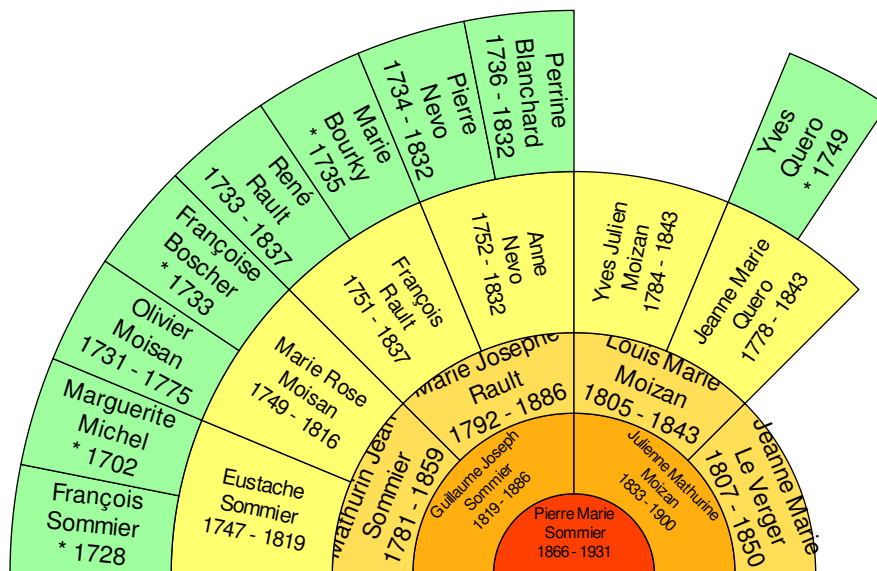 Perrine
Blanchard
1736 - 1832
Pierre
Nevo
1734 - 1832
Marie
Bourky
* 1735
René
Rault
1733 - 1837
Françoise
Boscher
* 1733
Olivier
Moisan
1731 - 1775
Marguerite
Michel
* 1702
François
Sommier
* 1728
Yves
Quero
* 1749
Eustache
Sommier
1747 - 1819
Marie Rose
Moisan
1749 - 1816
François
Rault
1751 - 1837
Anne
Nevo
1752 - 1832
Yves Julien
Moizan
1784 - 1843
Jeanne Marie
Quero
1778 - 1843
Mathurin Jean
Sommier
1781 - 1859
Marie Josephe
Rault
1792 - 1886
Louis Marie
Moizan
1805 - 1843
Jeanne Marie
Le Verger
1807 - 1850
Guillaume Joseph
Sommier
1819 - 1886
Julienne Mathurine
Moizan
1833 - 1900
Pierre Marie
Sommier
1866 - 1931